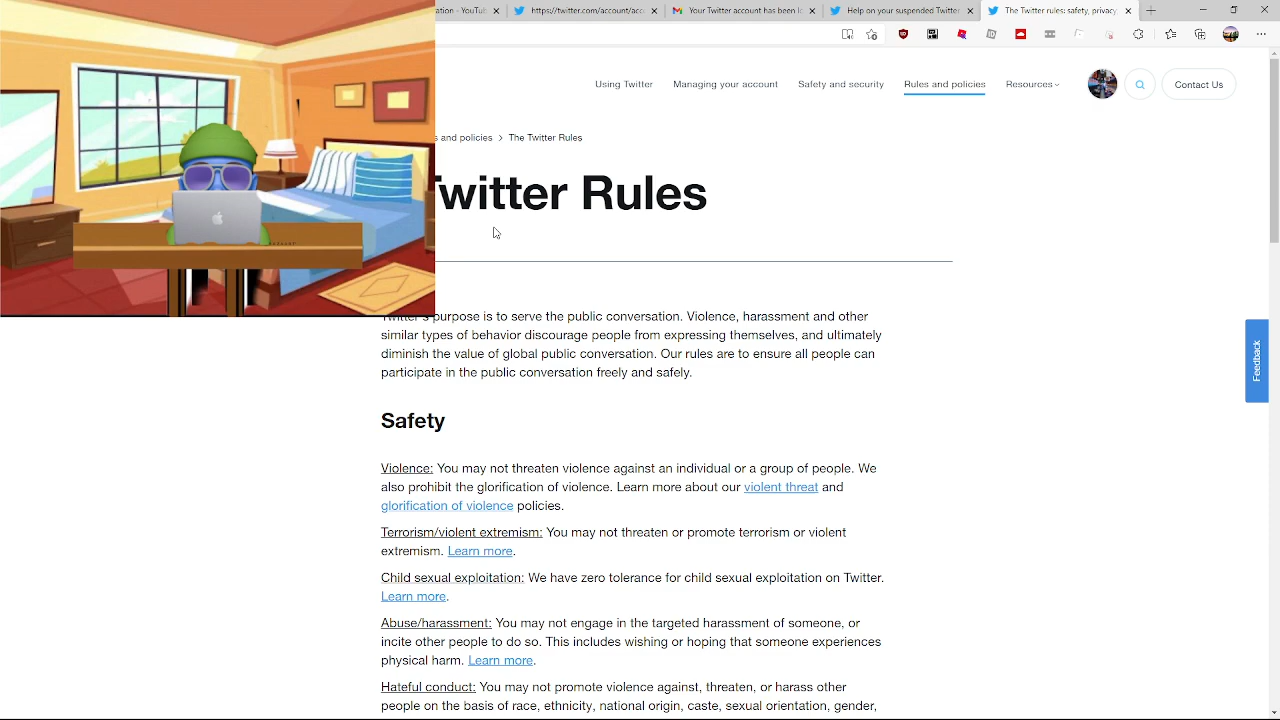 ation - YouTub
https://twitter.com/account/acc
Your Twitter account has been l
Help on your suspended Twitter
The Twitter rules: safety, privacy,
Using Twitter
Managing your account
Safety and security
Rules and policies
Resources
Contact Us
s and policies > The Twitter Rules
Twitter Rules
Twitter's purpose is to serve the public conversation. Violence, harassment and other
similar types of behavior discourage people from expressing themselves, and ultimately
diminish the value of global public conversation. Our rules are to ensure all people can
participate in the public conversation freely and safely.
Feedback
Safety
Violence: You may not threaten violence against an individual or a group of people. We
also prohibit the glorification of violence. Learn more about our violent threat and
glorification of violence policies.
Terrorism/violent extremism: You may not threaten or promote terrorism or violent
extremism. Learn more.
Child sexual exploitation: We have zero tolerance for child sexual exploitation on Twitter.
Learn more.
Abuse/harassment: You may not engage in the targeted harassment of someone, or
incite other people to do so. This includes wishing or hoping that someone experiences
physical harm. Learn more.
Hateful conduct: You may not promote violence against, threaten, or harass other
people on the basis of race, ethnicity, national origin, caste, sexual orientation, gender,